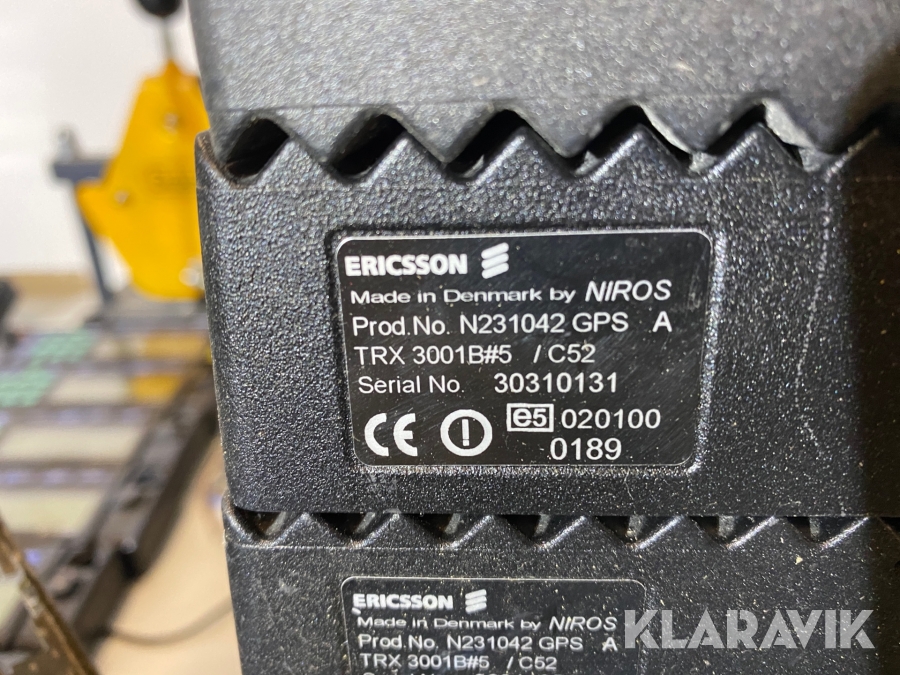 ERICSSON
Made in Denmark by NIROS
Prod.No. N231042 GPS A
TRX 3001B#5 / C52
Serial No. 30310131
CE e5 020100
0189
ERICSSON
Made in Denmark by NIROS
Prod.No. N231042 GPS A
TRX 3001B#5 / C52
KLARAVIK